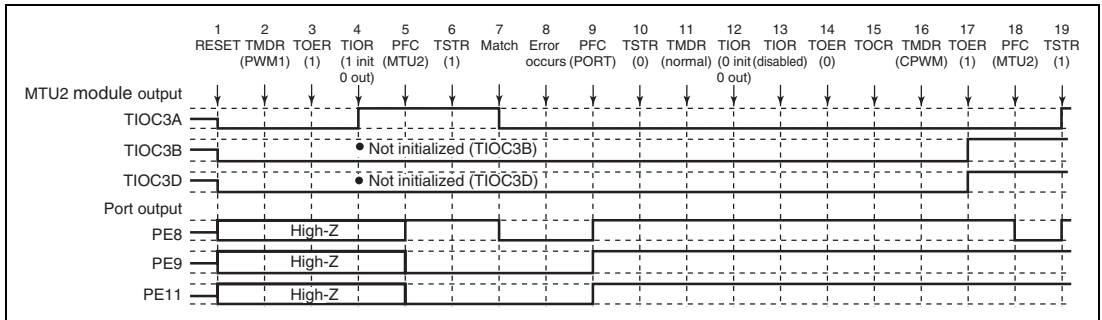 1 2 3 4 5 6 7 8 9 10 11 12 13 14 15 16 17 18 19
RESET TMDR TOER TIOR PFC TSTR Match Error PFC TSTR TMDR TIOR TIOR TOER TOCR TMDR TOER PFC TSTR
(PWM1) (1) (1 init (MTU2) (1) occurs (PORT) (0) (normal) (0 init (disabled) (0) (CPWM) (1) (MTU2) (1)
0 out) 0 out)
MTU2 module output
TIOC3A
TIOC3B • Not initialized (TIOC3B)
TIOC3D • Not initialized (TIOC3D)
Port output
PE8 High-Z
PE9 High-Z
PE11 High-Z